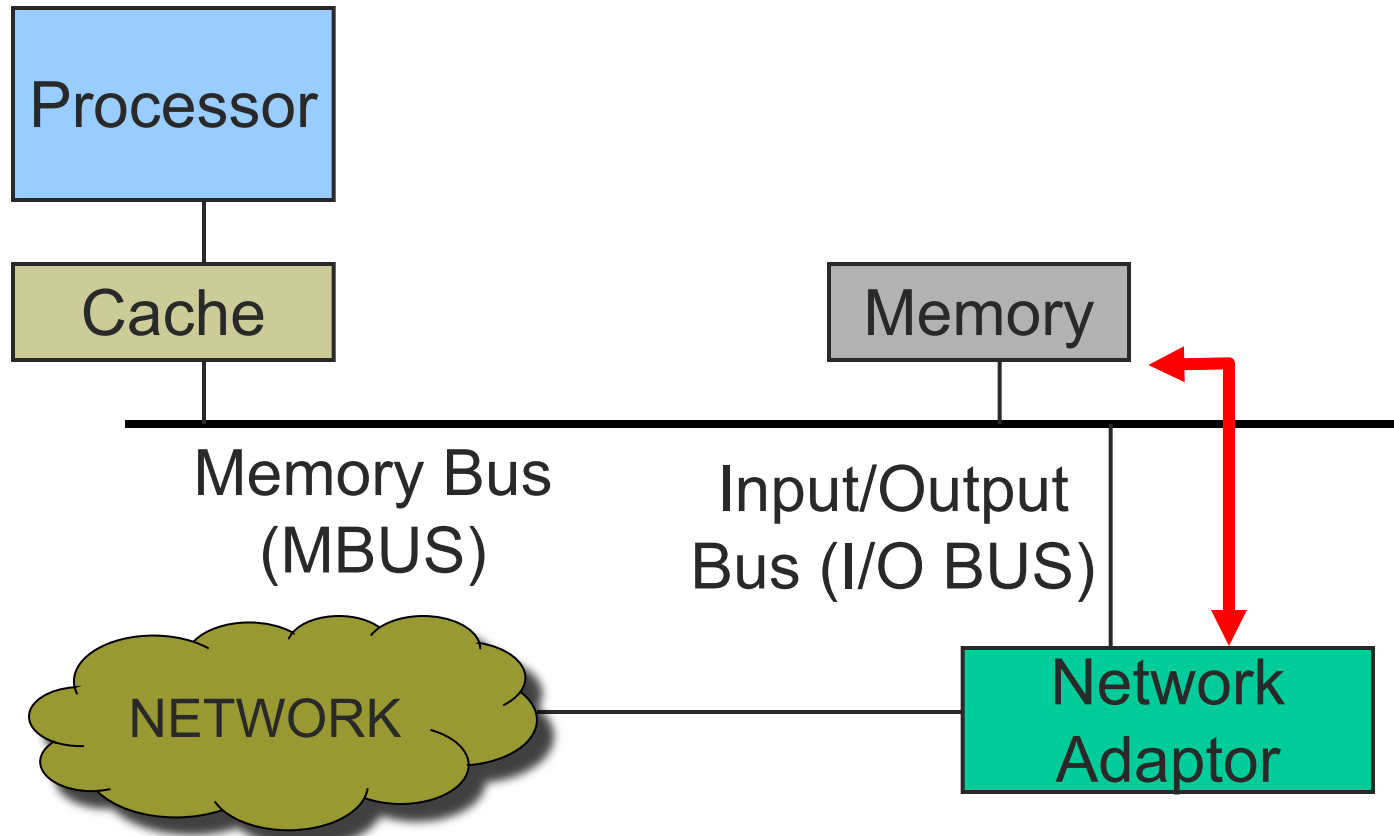 Processor
Cache
Memory
Memory Bus
(MBUS)
Input/Output
Bus (I/O BUS)
NETWORK
Network
Adaptor